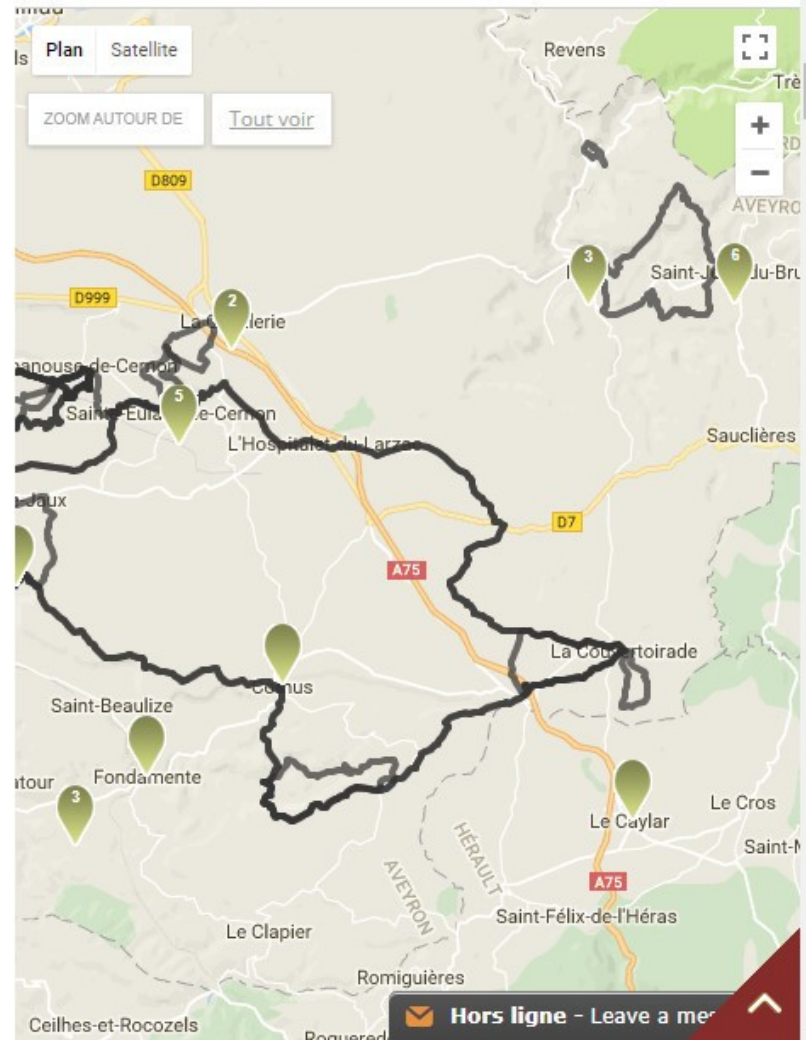 Plan Satellite
ZOOM AUTOUR DE Tout voir
Revens
D809
AVEYRO
3
6
D999
2
5
L'Hospitalet-du-Larzac
Sauclières
D7
A75
La Couvertoirade
Saint-Beaulize
Cornus
Fondamente
3
Le Caylar
Le Cros
HÉRAULT
AVEYRON
A75
Saint-Félix-de-l'Héras
Le Clapier
Romiguières
Hors ligne - Leave a mes
Ceilhes-et-Rocozels